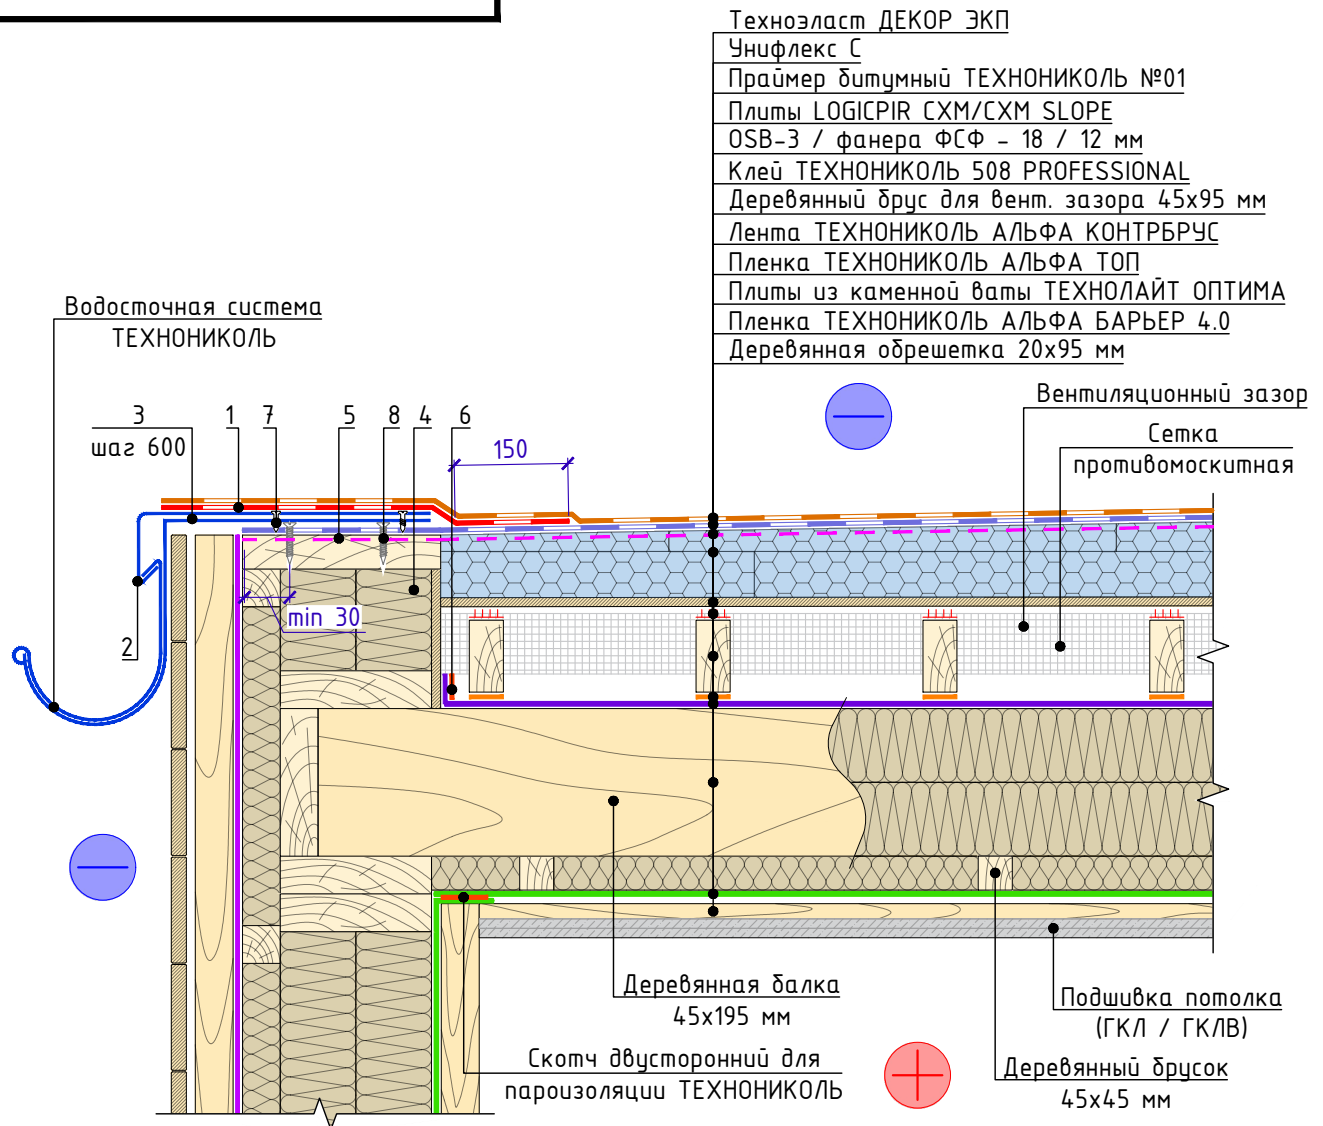 Техноэласт ДЕКОР ЭКП
Унифлекс С
Праймер битумный ТЕХНОНИКОЛЬ №01
Плиты LOGICPIR CXM/CXM SLOPE
OSB-3 / фанера ФСФ - 18 / 12 мм
Клей ТЕХНОНИКОЛЬ 508 PROFESSIONAL
Деревянный брус для вент. зазора 45х95 мм
Лента ТЕХНОНИКОЛЬ АЛЬФА КОНТРБРУС
Пленка ТЕХНОНИКОЛЬ АЛЬФА ТОП
Плиты из каменной ваты ТЕХНОЛАЙТ ОПТИМА
Пленка ТЕХНОНИКОЛЬ АЛЬФА БАРЬЕР 4.0
Деревянная обрешетка 20х95 мм
Водосточная система
ТЕХНОНИКОЛЬ
Вентиляционный зазор
Сетка
противомоскитная
3
шаг 600
1
7
5
8
4
6
150
min 30
2
Деревянная балка
45х195 мм
Подшивка потолка
(ГКЛ / ГКЛВ)
Скотч двусторонний для
пароизоляции ТЕХНОНИКОЛЬ
Деревянный брусок
45х45 мм